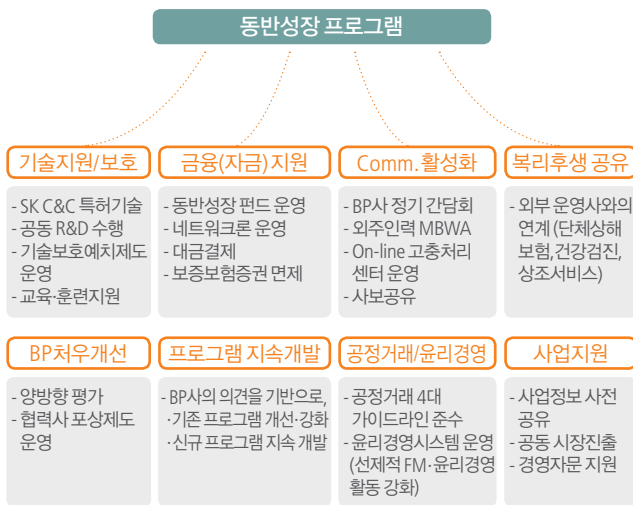 동반성장 프로그램
기술지원/보호
- SK C&C 특허기술
- 공동 R&D 수행
- 기술보호예치제도
운영
- 교육·훈련지원
금융(자금) 지원
- 동반성장 펀드 운영
- 네트워크론 운영
- 대금결제
- 보증보험증권 면제
Comm. 활성화
- BP사 정기 간담회
- 외주인력 MBWA
- On-line 고충처리
센터 운영
- 사보공유
복리후생 공유
- 외부 운영사와의
연계 (단체상해
보험,건강검진,
상조서비스)
BP처우개선
- 양방향 평가
- 협력사 포상제도
운영
프로그램 지속개발
- BP사의 의견을 기반으로,
·기존 프로그램 개선·강화
·신규 프로그램 지속 개발
공정거래/윤리경영
- 공정거래 4대
가이드라인 준수
- 윤리경영시스템 운영
(선제적 FM·윤리경영
활동 강화)
사업지원
- 사업정보 사전
공유
- 공동 시장진출
- 경영자문 지원